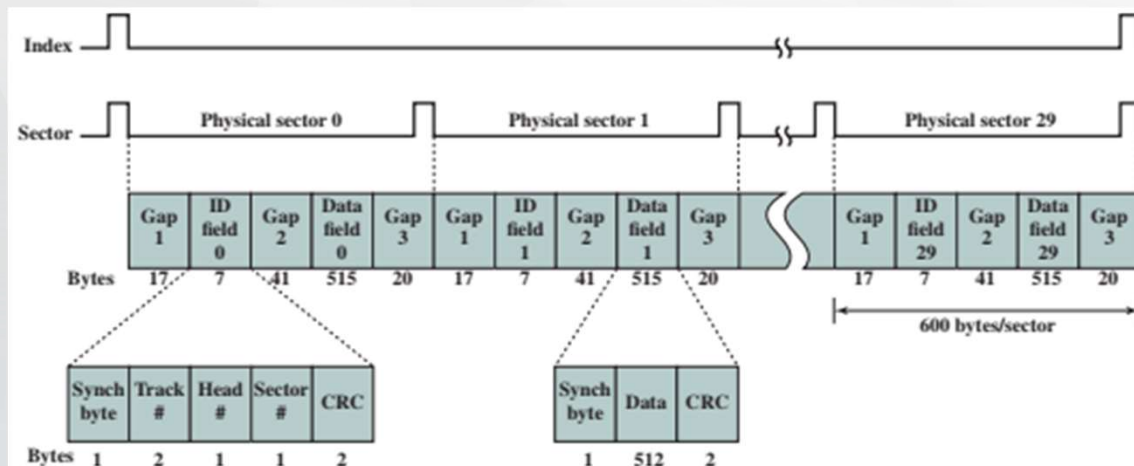 Index
Sector
Physical sector 0
Physical sector 1
Physical sector 29
Gap 1
ID field 0
Gap 2
Data field 0
Gap 3
Gap 1
ID field 1
Gap 2
Data field 1
Gap 3
Gap 1
ID field 29
Gap 2
Data field 29
Gap 3
Bytes 17 7 41 515 20 17 7 41 515 20 17 7 41 515 20
600 bytes/sector
Synch byte
Track #
Head #
Sector #
CRC
Synch byte
Data
CRC
Bytes 1 2 1 1 2 1 512 2